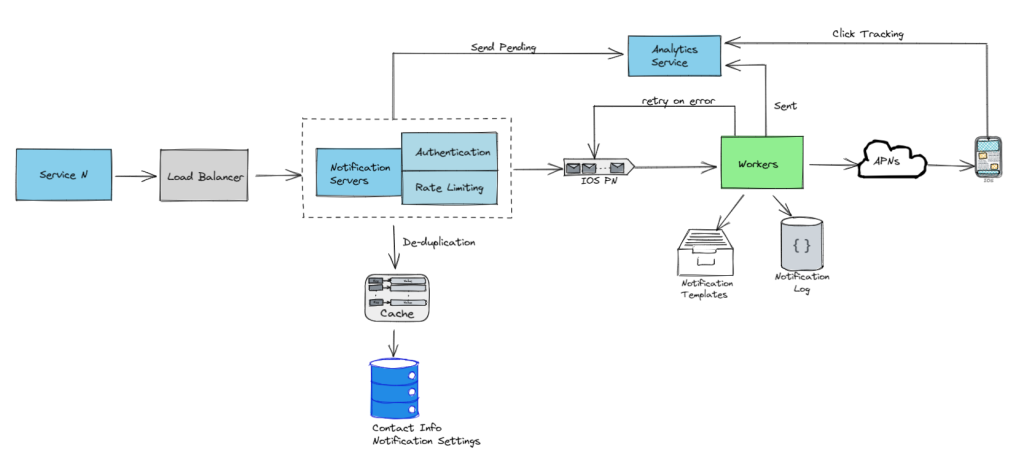 Send Pending
Analytics
Service
Click Tracking
retry on error
Sent
Service N
Load Balancer
Notification
Servers
Authentication
Rate Limiting
IOS PN
Workers
APNs
De-duplication
Cache
Notification
Templates
Notification
Log
{ }
Contact Info
Notification Settings